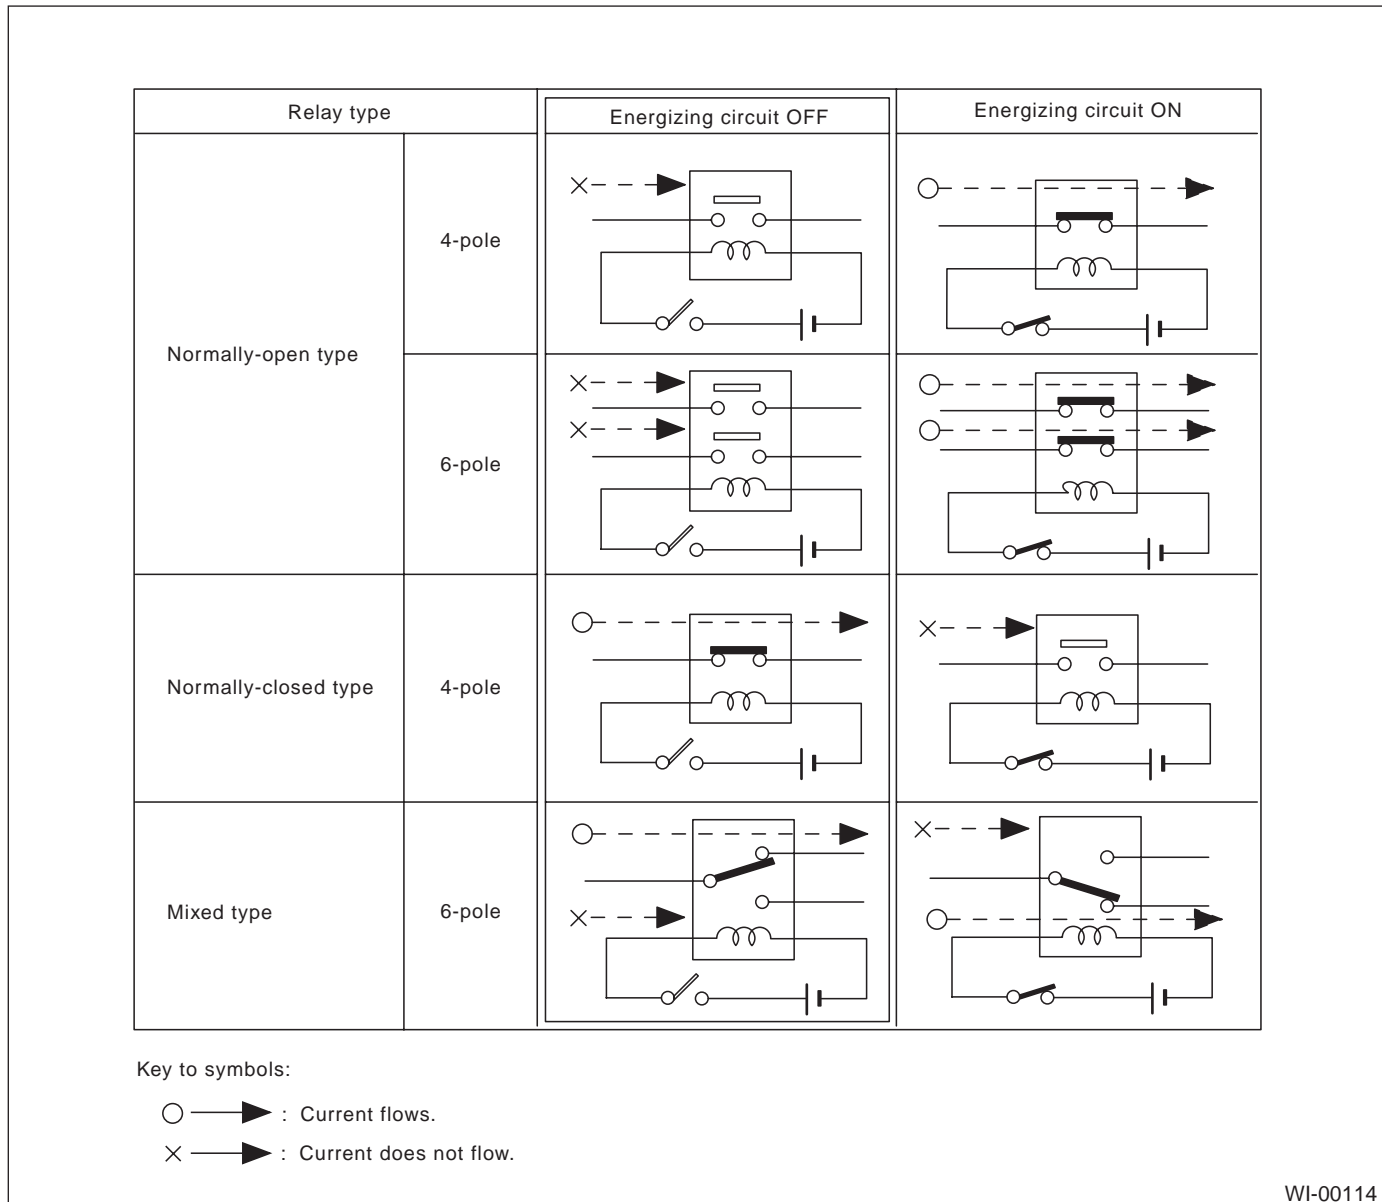 Relay type
Energizing circuit OFF
Energizing circuit ON
Normally-open type
4-pole
6-pole
Normally-closed type
4-pole
Mixed type
6-pole
Key to symbols:
: Current flows.
: Current does not flow.
WI-00114